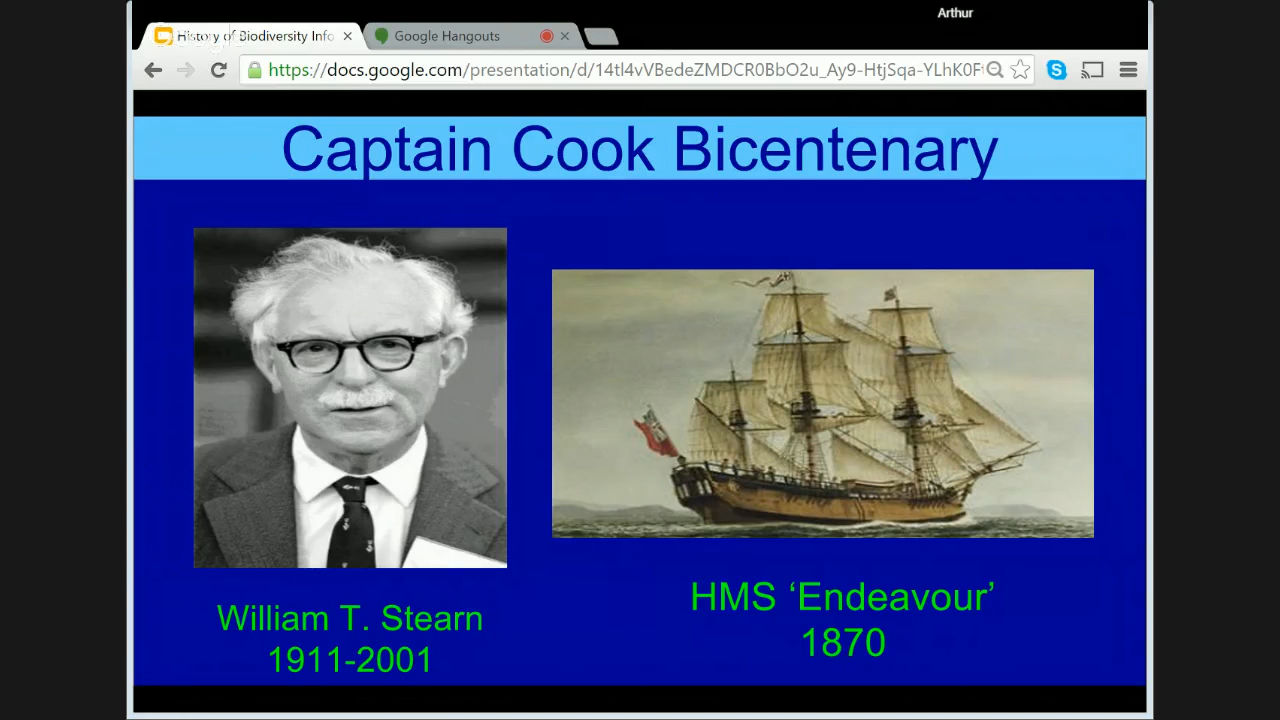 Arthur
History of Biodiversity Info
Google Hangouts
https://docs.google.com/presentation/d/14tl4vVBedeZMDCR0BbO2u_Ay9-HtjSqa-YLhK0F
Captain Cook Bicentenary
William T. Stearn
1911-2001
HMS ‘Endeavour’
1870